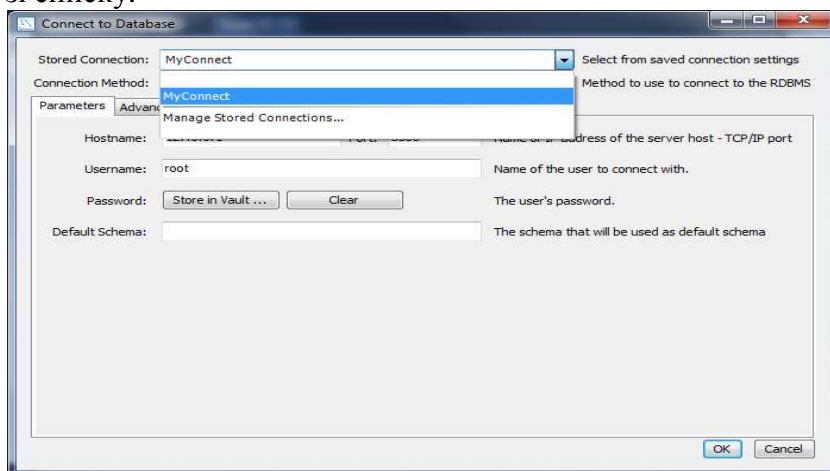 Connect to Database
Stored Connection: MyConnect Select from saved connection settings
Connection Method: Method to use to connect to the RDBMS
MyConnect
Manage Stored Connections...
Parameters
Hostname: address of the server host - TCP/IP port
Username: root Name of the user to connect with.
Password: Store in Vault ... Clear The user's password.
Default Schema: The schema that will be used as default schema
OK Cancel